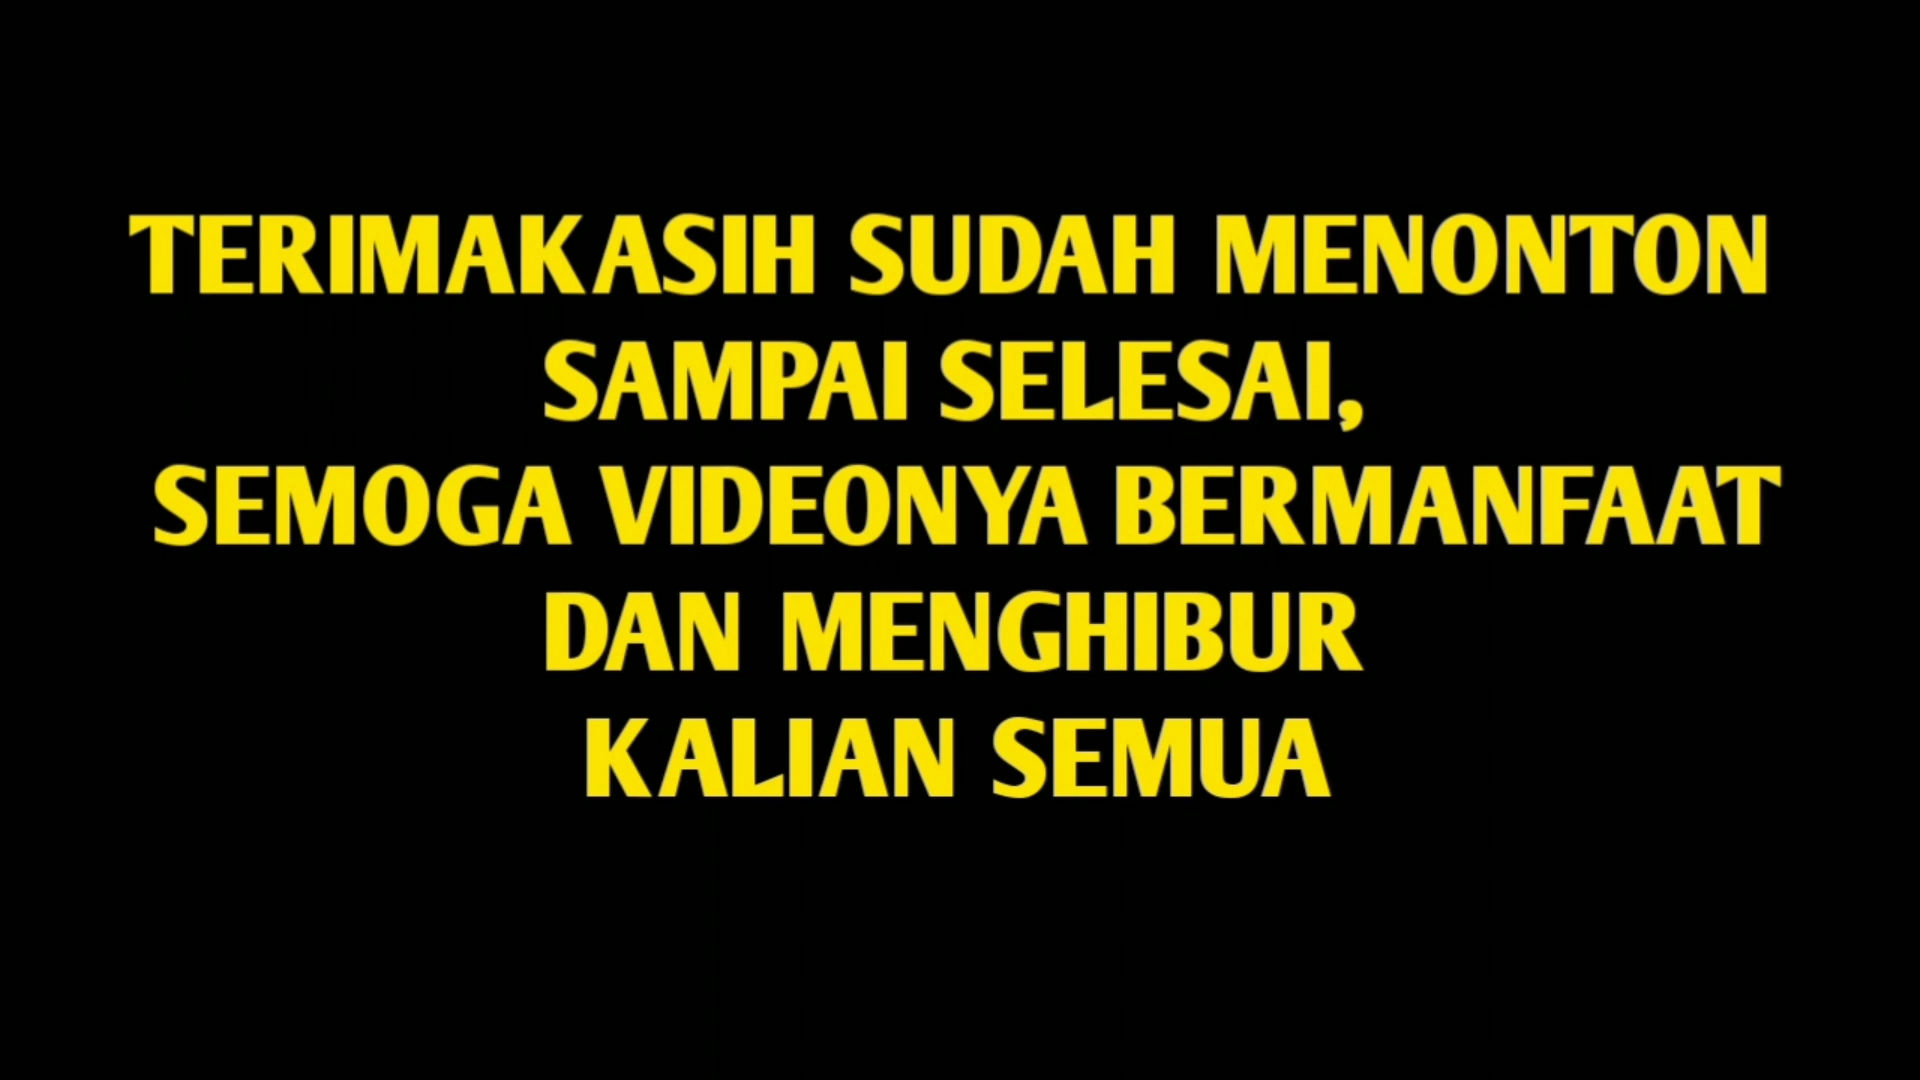 TERIMAKASIH SUDAH MENONTON
SAMPAI SELESAI,
SEMOGA VIDEONYA BERMANFAAT
DAN MENGHIBUR
KALIAN SEMUA